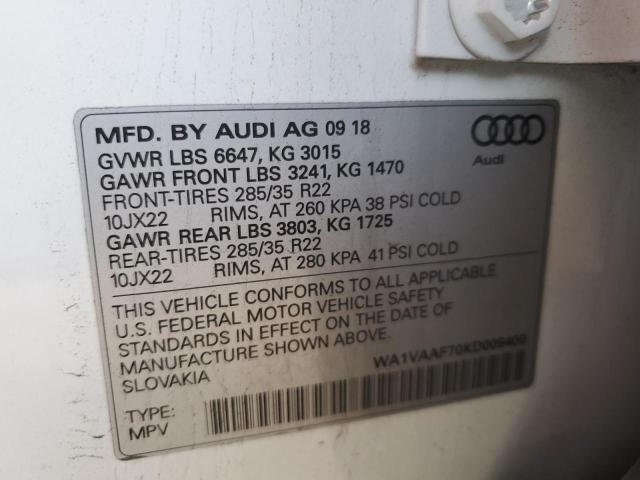 MFD. BY AUDI AG 09 18
GVWR LBS 6647, KG 3015
GAWR FRONT LBS 3241, KG 1470
FRONT-TIRES 285/35 R22
10JX22 RIMS, AT 260 KPA 38 PSI COLD
GAWR REAR LBS 3803, KG 1725
REAR-TIRES 285/35 R22
10JX22 RIMS, AT 280 KPA 41 PSI COLD
Audi
THIS VEHICLE CONFORMS TO ALL APPLICABLE
U.S. FEDERAL MOTOR VEHICLE SAFETY
STANDARDS IN EFFECT ON THE DATE OF
MANUFACTURE SHOWN ABOVE.
SLOVAKIA
WA1VAAF70KD009400
TYPE:
MPV